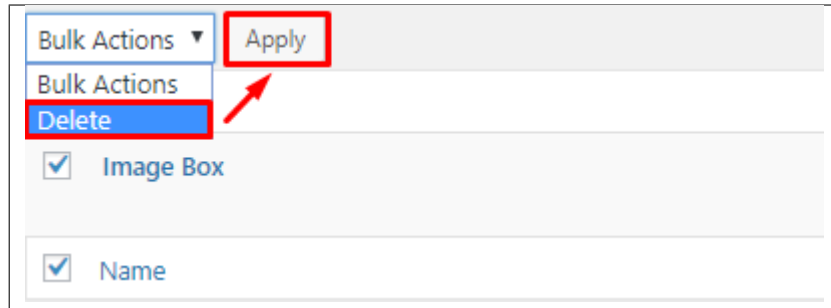 Bulk Actions Apply
Bulk Actions
Delete
Image Box
Name